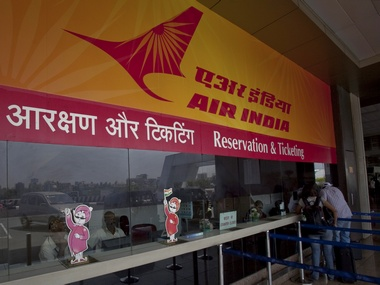 एअर इंडिया
AIR INDIA
आरक्षण और टिकटिंग Reservation & Ticketing